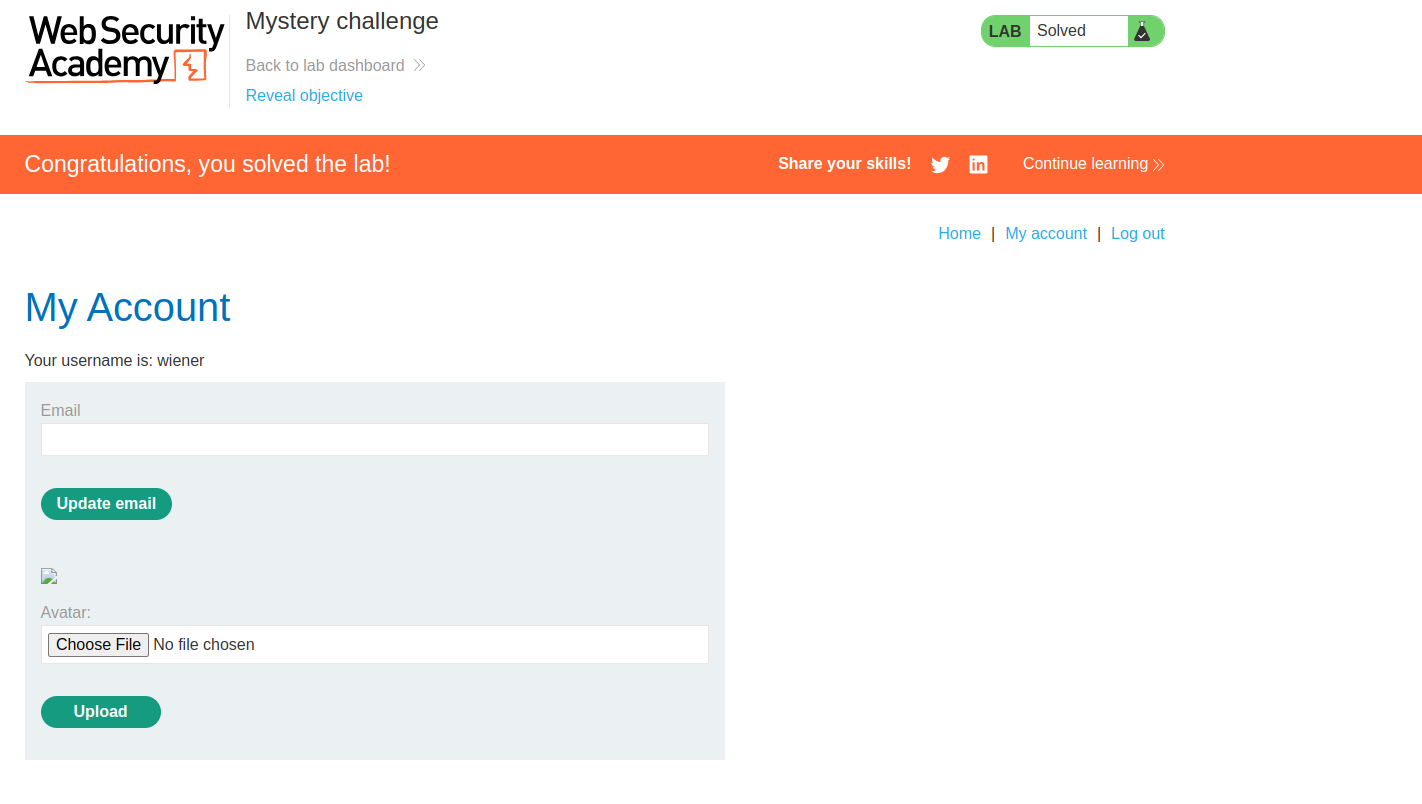 Web Security
Academy
Mystery challenge
Back to lab dashboard
Reveal objective
LAB Solved
Congratulations, you solved the lab!
Share your skills!
Continue learning
Home | My account | Log out
My Account
Your username is: wiener
Email
Update email
Avatar:
Choose File No file chosen
Upload